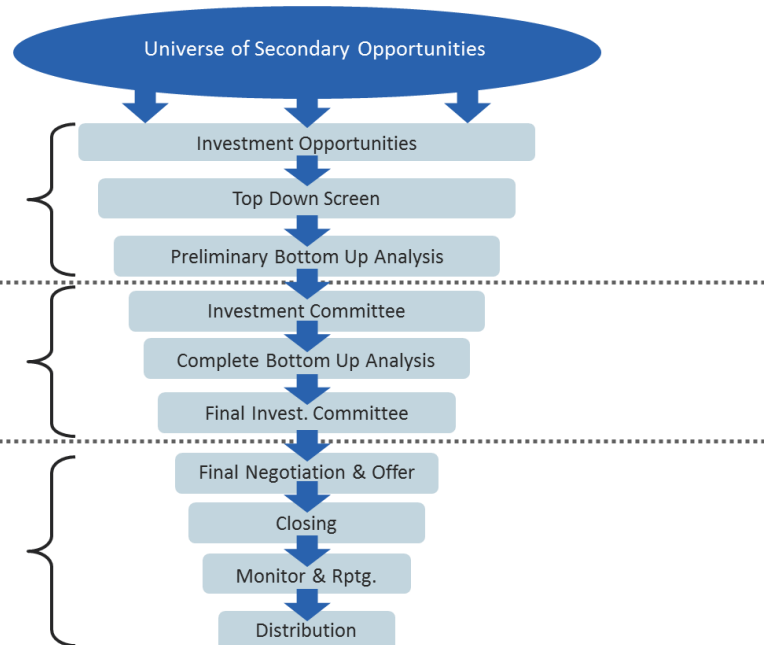 Universe of Secondary Opportunities
Investment Opportunities
Top Down Screen
Preliminary Bottom Up Analysis
Investment Committee
Complete Bottom Up Analysis
Final Invest. Committee
Final Negotiation & Offer
Closing
Monitor & Rptg.
Distribution